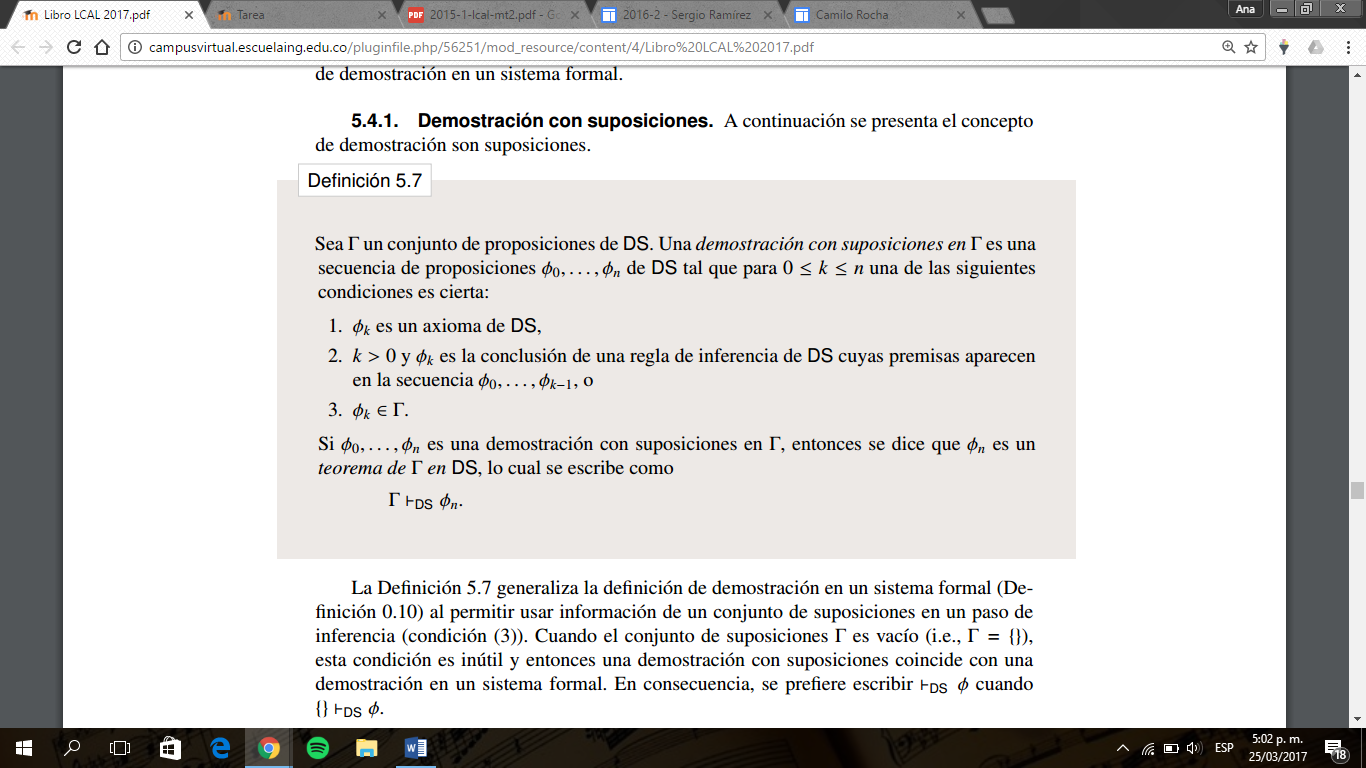 Libro LCAL 2017.pdf
Tarea
2015-1-lcal-mt2.pdf - Go
2016-2 - Sergio Ramírez
Camilo Rocha
Ana
campusvirtual.escuelaing.edu.co/pluginfile.php/56251/mod_resource/content/4/Libro%20LCAL%202017.pdf
de demostración en un sistema formal.
5.4.1. Demostración con suposiciones. A continuación se presenta el concepto
de demostración son suposiciones.
Definición 5.7
Sea Γ un conjunto de proposiciones de DS. Una demostración con suposiciones en Γ es una
secuencia de proposiciones ϕ0, . . . , ϕn de DS tal que para 0 ≤ k ≤ n una de las siguientes
condiciones es cierta:
1. ϕk es un axioma de DS,
2. k > 0 y ϕk es la conclusión de una regla de inferencia de DS cuyas premisas aparecen
en la secuencia ϕ0, . . . , ϕk−1, o
3. ϕk ∈ Γ.
Si ϕ0, . . . , ϕn es una demostración con suposiciones en Γ, entonces se dice que ϕn es un
teorema de Γ en DS, lo cual se escribe como
Γ ⊢DS ϕn.
La Definición 5.7 generaliza la definición de demostración en un sistema formal (De-
finición 0.10) al permitir usar información de un conjunto de suposiciones en un paso de
inferencia (condición (3)). Cuando el conjunto de suposiciones Γ es vacío (i.e., Γ = {}),
esta condición es inútil y entonces una demostración con suposiciones coincide con una
demostración en un sistema formal. En consecuencia, se prefiere escribir ⊢DS ϕ cuando
{} ⊢DS ϕ.
ESP
5:02 p. m.
25/03/2017
18